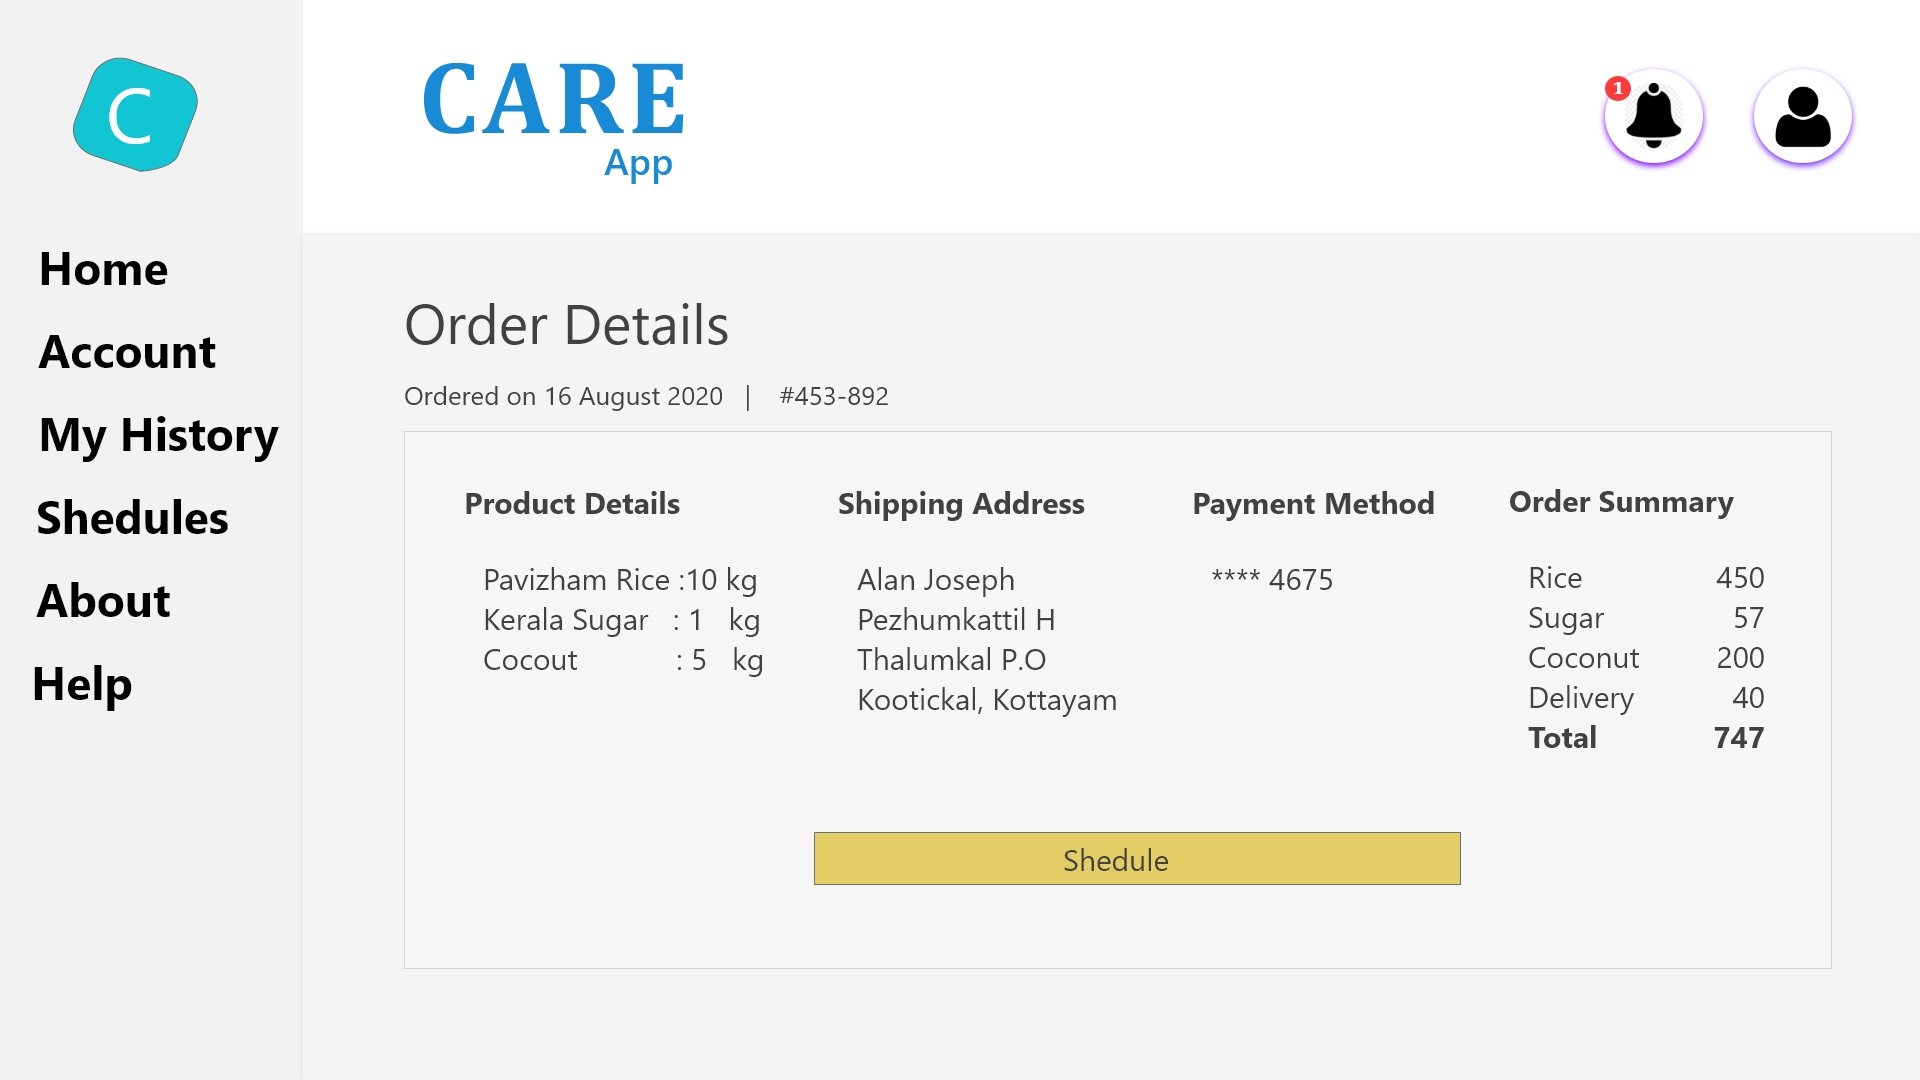 C
Home
Account
My History
Shedules
About
Help
CARE
App
1
Order Details
Ordered on 16 August 2020 | #453-892
Product Details
Pavizham Rice :10 kg
Kerala Sugar : 1 kg
Cocout : 5 kg
Shipping Address
Alan Joseph
Pezhumkattil H
Thalumkal P.O
Kootickal, Kottayam
Payment Method
**** 4675
Order Summary
Rice 450
Sugar 57
Coconut 200
Delivery 40
Total 747
Shedule